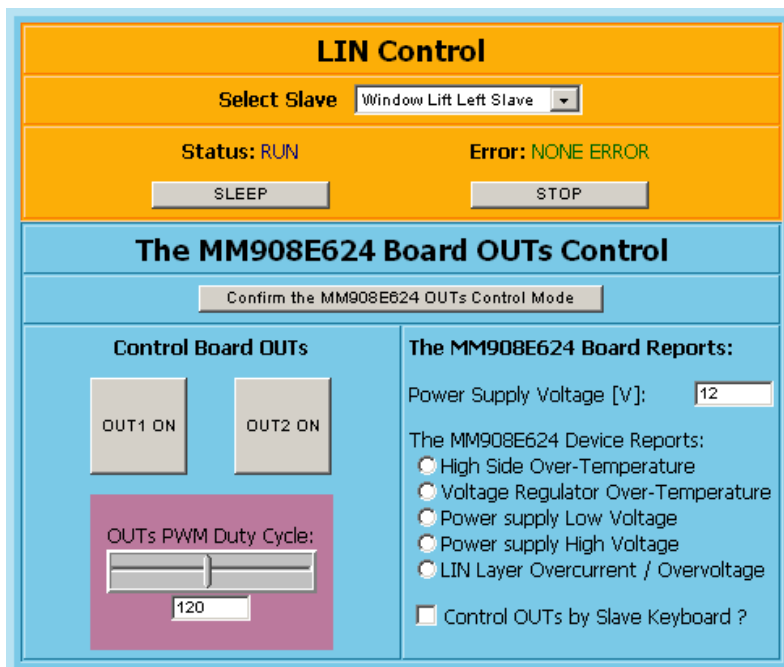 LIN Control
Select Slave Window Lift Left Slave
Status: RUN Error: NONE ERROR
SLEEP STOP
The MM908E624 Board OUTs Control
Confirm the MM908E624 OUTs Control Mode
Control Board OUTs
OUT1 ON OUT2 ON
OUTs PWM Duty Cycle:
120
The MM908E624 Board Reports:
Power Supply Voltage [V]: 12
The MM908E624 Device Reports:
High Side Over-Temperature
Voltage Regulator Over-Temperature
Power supply Low Voltage
Power supply High Voltage
LIN Layer Overcurrent / Overvoltage
Control OUTs by Slave Keyboard ?